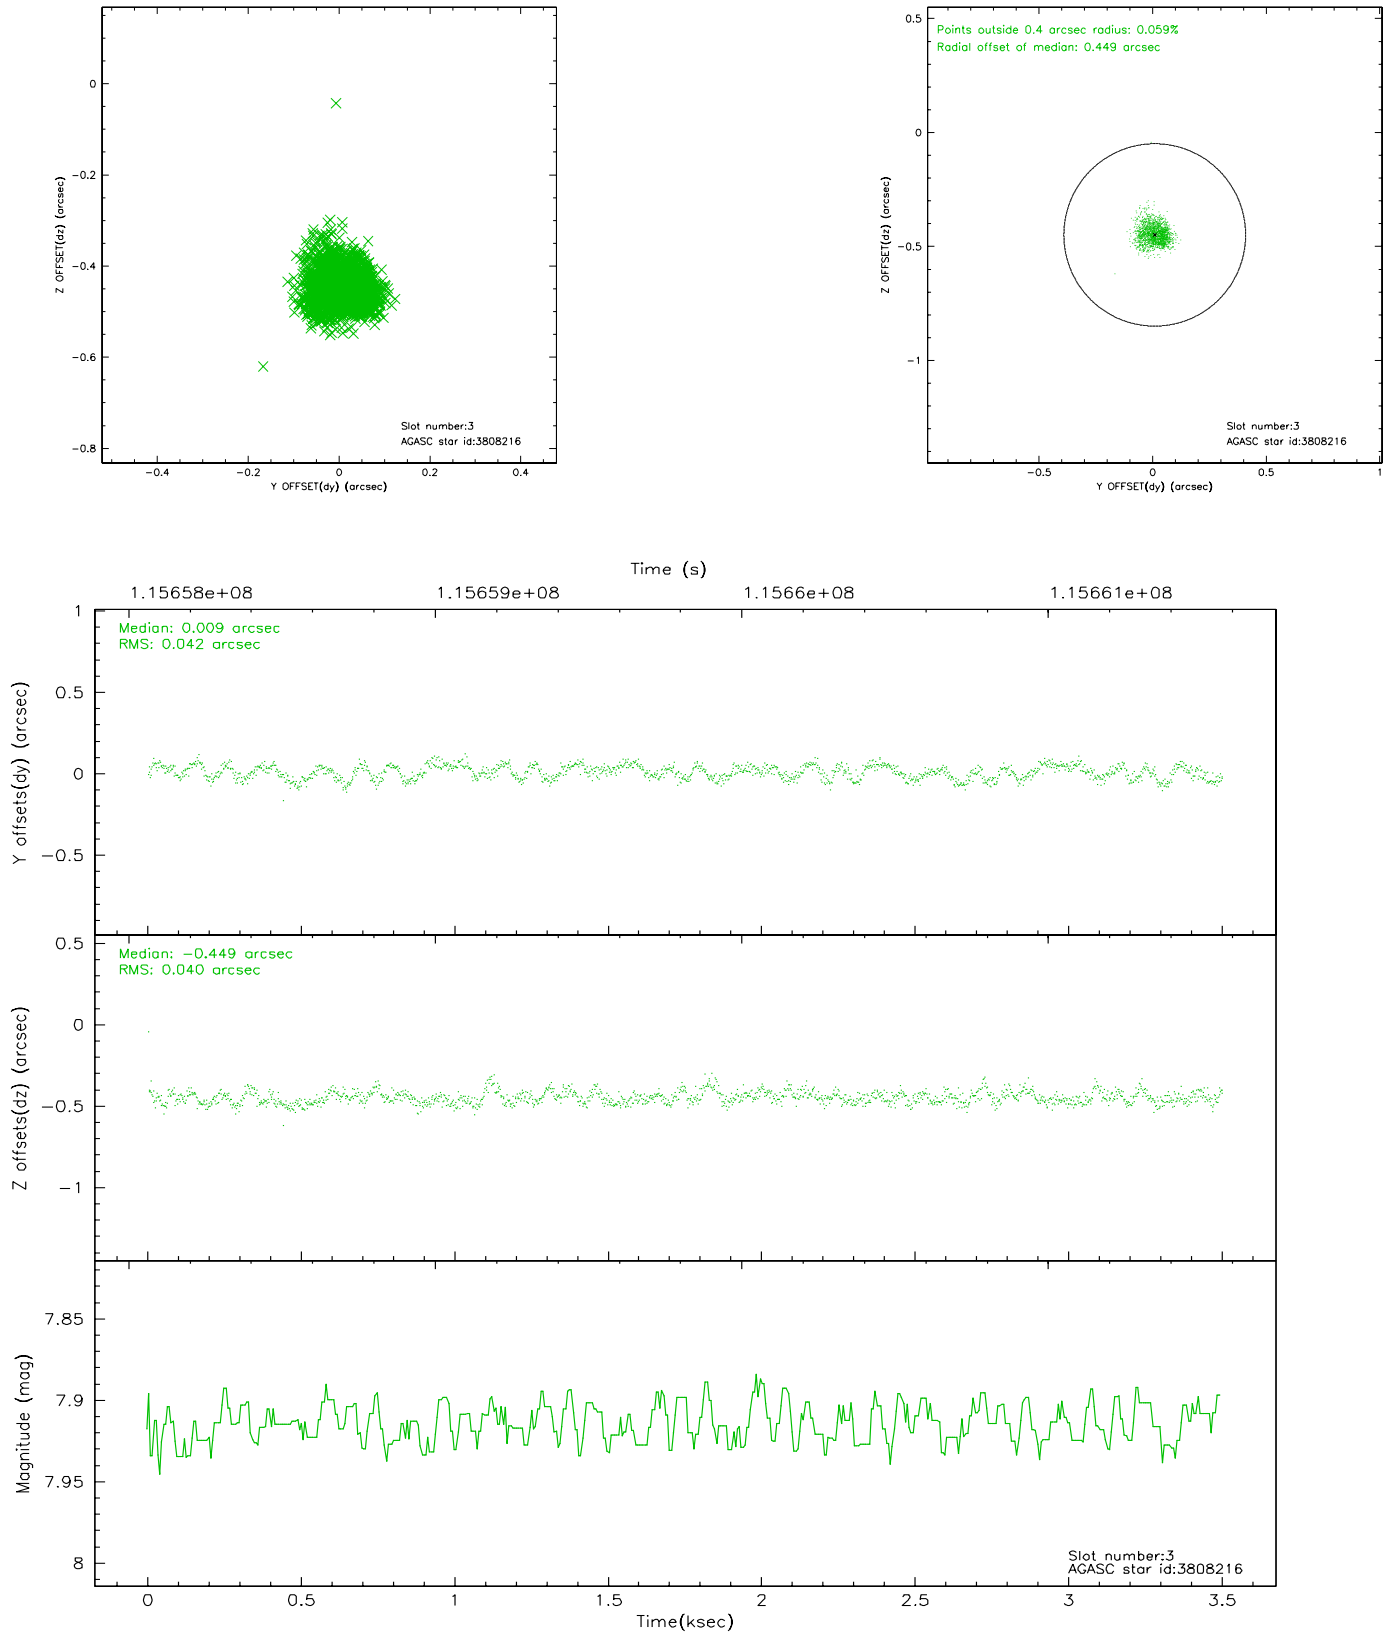 0
−0.2
−0.4
−0.6
−0.8
Z OFFSET(dz) (arcsec)
Slot number:3
AGASC star id:3808216
−0.4
−0.2
0
0.2
0.4
Y OFFSET(dy) (arcsec)
0.5
0
−0.5
−1
Z OFFSET(dz) (arcsec)
Points outside 0.4 arcsec radius: 0.059%
Radial offset of median: 0.449 arcsec
Slot number:3
AGASC star id:3808216
−0.5
0
0.5
1
Y OFFSET(dy) (arcsec)
Time (s)
1.15658e+08
1.15659e+08
1.1566e+08
1.15661e+08
1
0.5
0
−0.5
Y offsets(dy) (arcsec)
Median: 0.009 arcsec
RMS: 0.042 arcsec
0.5
0
−0.5
−1
Z offsets(dz) (arcsec)
Median: −0.449 arcsec
RMS: 0.040 arcsec
7.85
7.9
7.95
8
Magnitude (mag)
Slot number:3
AGASC star id:3808216
0
0.5
1
1.5
2
2.5
3
3.5
Time(ksec)